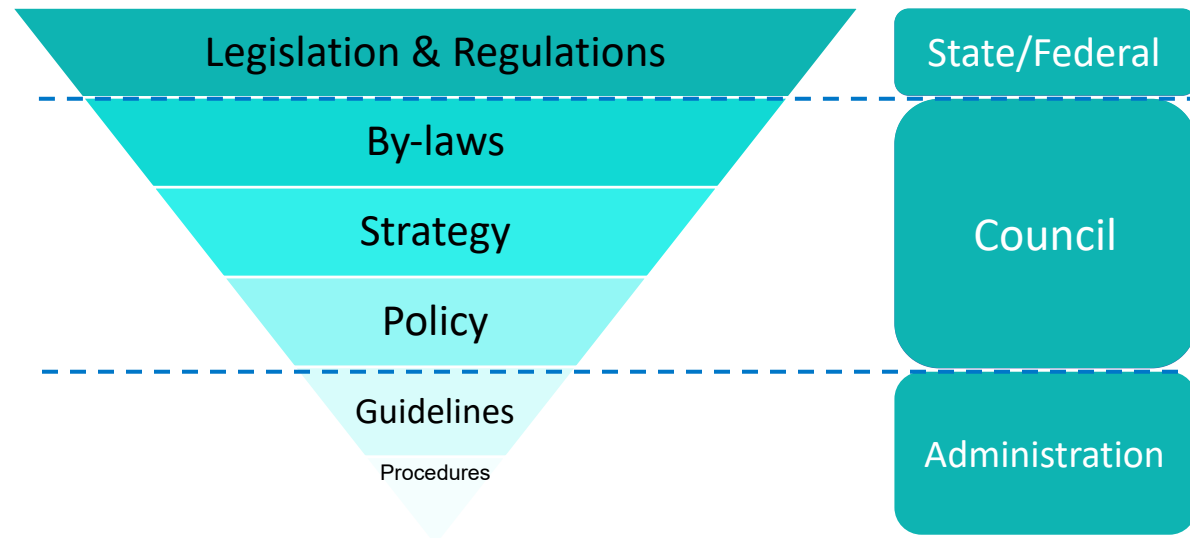 Legislation & Regulations
State/Federal
By-laws
Strategy
Council
Policy
Guidelines
Administration
Procedures